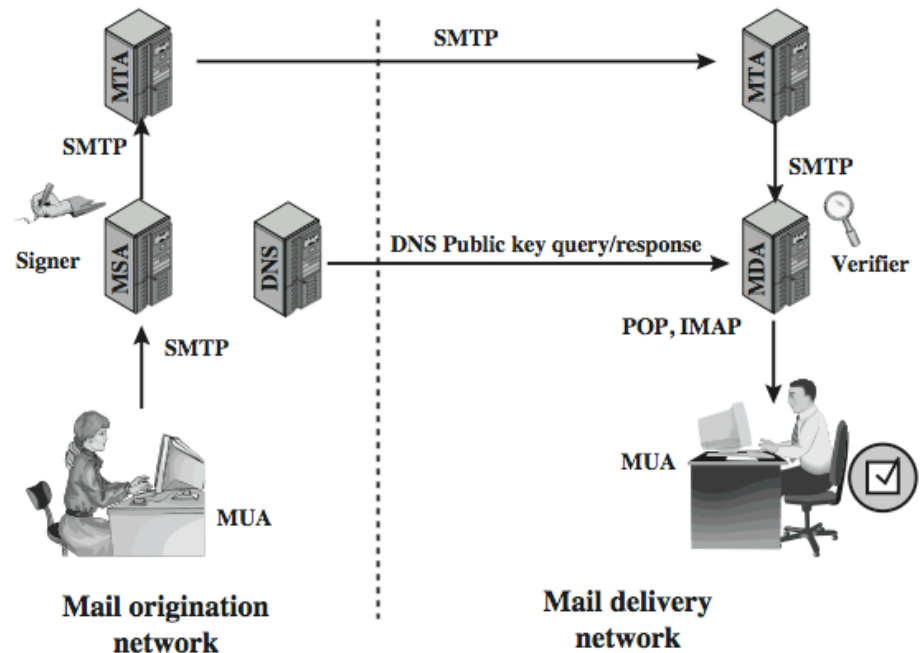 SMTP
MTA
MTA
SMTP
SMTP
Signer
MSA
DNS
DNS Public key query/response
MDA
Verifier
POP, IMAP
SMTP
MUA
MUA
Mail origination
network
Mail delivery
network